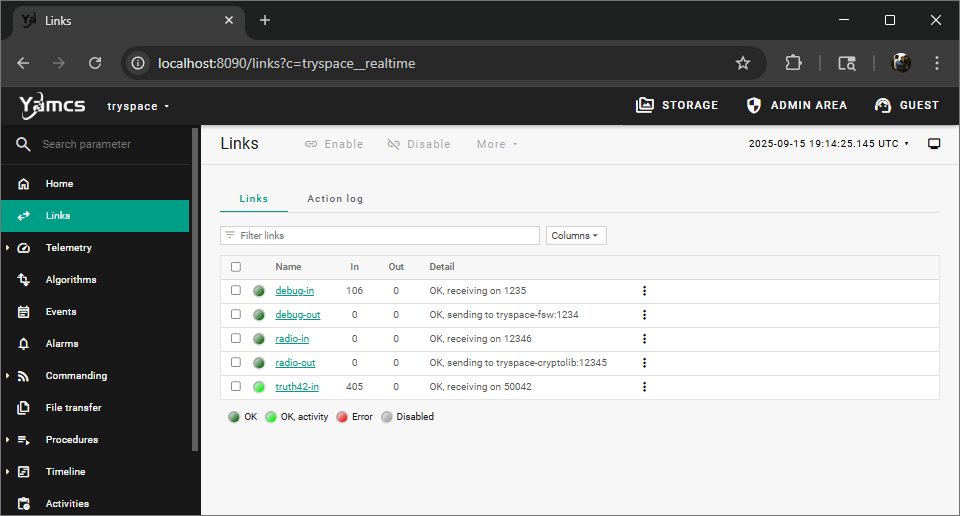 Links
localhost:8090/links?c=tryspace__realtime
Yamcs
tryspace
STORAGE
ADMIN AREA
GUEST
Search parameter
Home
Links
Telemetry
Algorithms
Events
Alarms
Commanding
File transfer
Procedures
Timeline
Activities
Links
Enable
Disable
More
2025-09-15 19:14:25.145 UTC
Links
Action log
Filter links
Columns
Name In Out Detail
debug-in 106 0 OK, receiving on 1235
debug-out 0 0 OK, sending to tryspace-fsw:1234
radio-in 0 0 OK, receiving on 12346
radio-out 0 0 OK, sending to tryspace-cryptolib:12345
truth42-in 405 0 OK, receiving on 50042
OK OK, activity Error Disabled